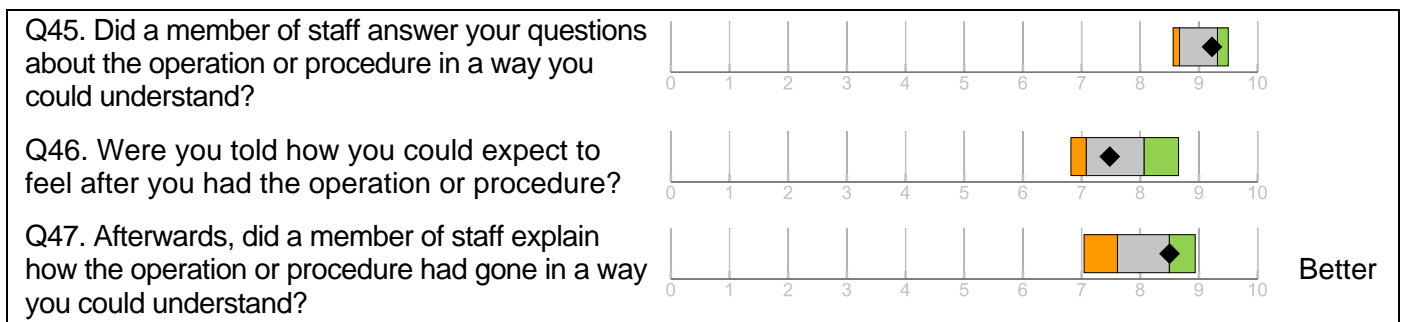 Q45. Did a member of staff answer your questions
about the operation or procedure in a way you
could understand?
0 1 2 3 4 5 6 7 8 9 10
Q46. Were you told how you could expect to
feel after you had the operation or procedure?
0 1 2 3 4 5 6 7 8 9 10
Q47. Afterwards, did a member of staff explain
how the operation or procedure had gone in a way
you could understand?
0 1 2 3 4 5 6 7 8 9 10
Better